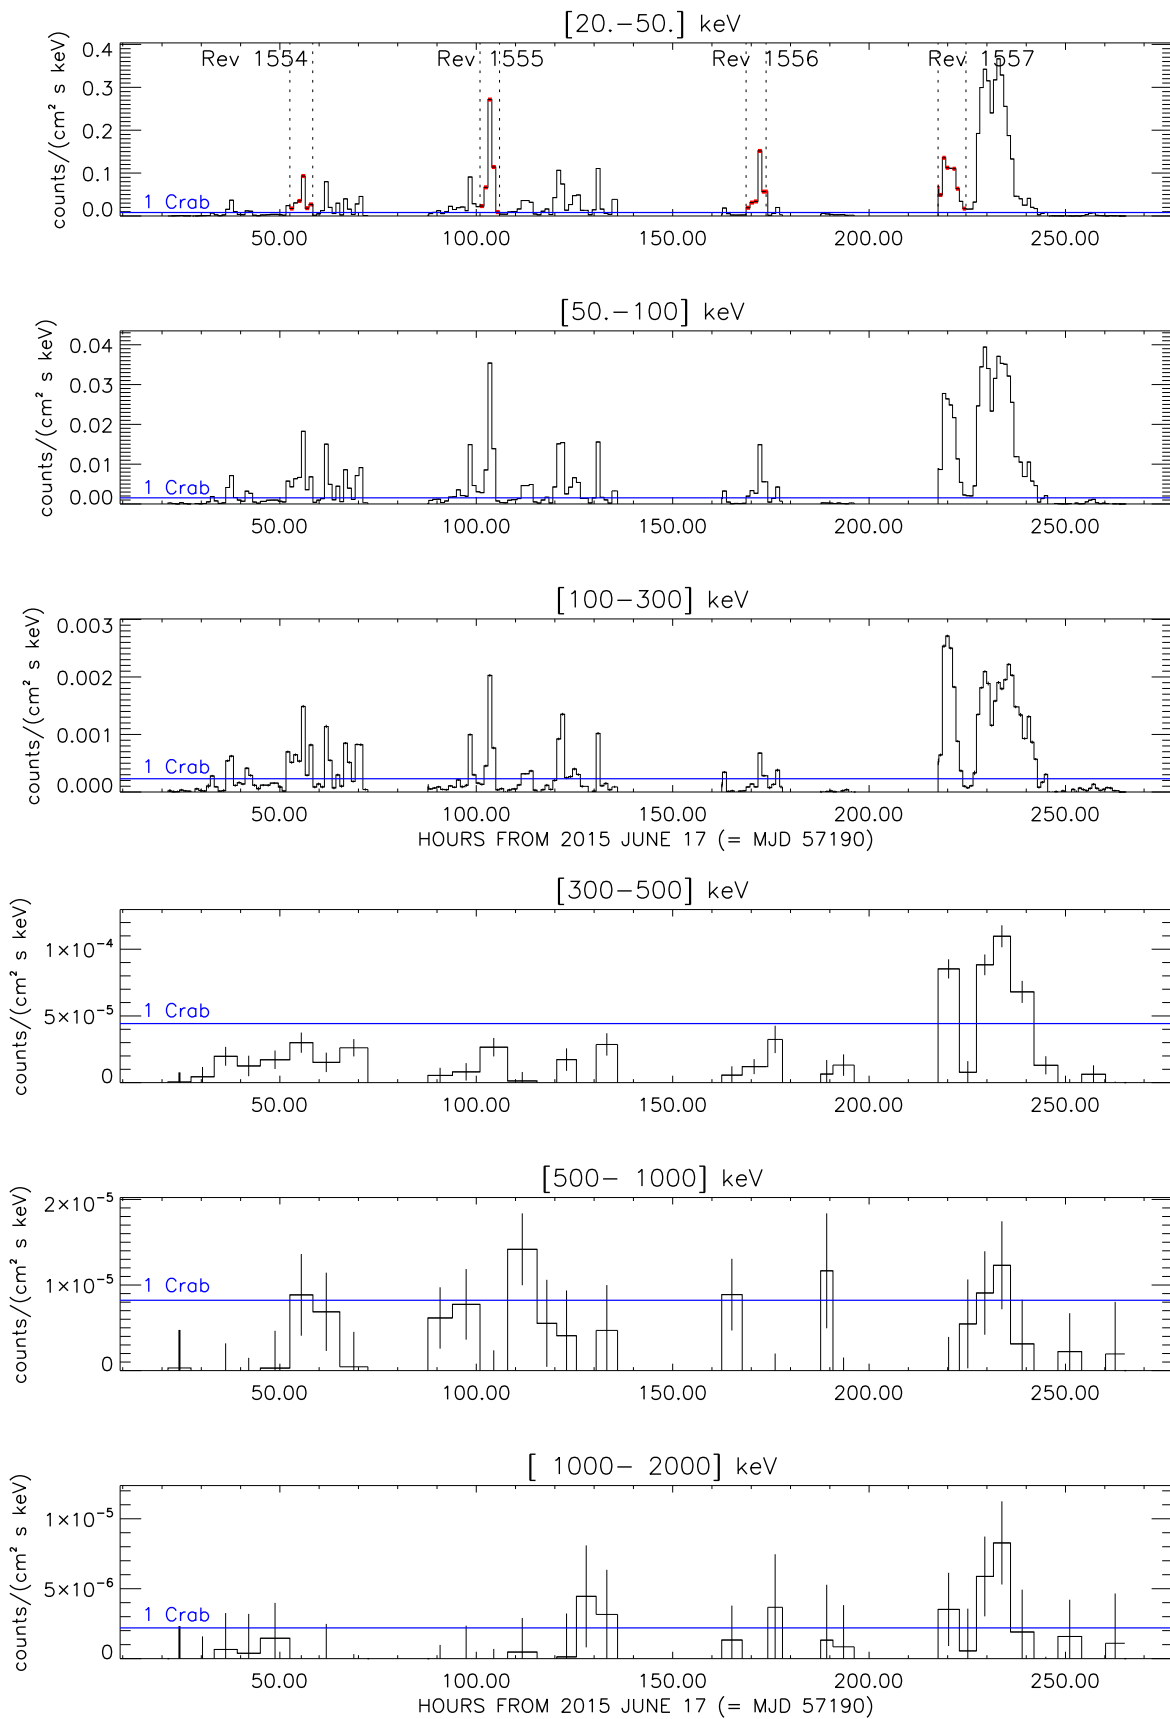 [20.−50.] keV
Rev 1554 Rev 1555 Rev 1556 Rev 1557
counts/(cm² s keV)
0.4
0.3
0.2
0.1
0.0
1 Crab
50.00 100.00 150.00 200.00 250.00
[50.−100] keV
counts/(cm² s keV)
0.04
0.03
0.02
0.01
0.00
1 Crab
50.00 100.00 150.00 200.00 250.00
[100−300] keV
counts/(cm² s keV)
0.003
0.002
0.001
0.000
1 Crab
50.00 100.00 150.00 200.00 250.00
HOURS FROM 2015 JUNE 17 (= MJD 57190)
[300−500] keV
counts/(cm² s keV)
1×10⁻⁴
5×10⁻⁵
0
1 Crab
50.00 100.00 150.00 200.00 250.00
[500− 1000] keV
counts/(cm² s keV)
2×10⁻⁵
1×10⁻⁵
0
1 Crab
50.00 100.00 150.00 200.00 250.00
[ 1000− 2000] keV
counts/(cm² s keV)
1×10⁻⁵
5×10⁻⁶
0
1 Crab
50.00 100.00 150.00 200.00 250.00
HOURS FROM 2015 JUNE 17 (= MJD 57190)